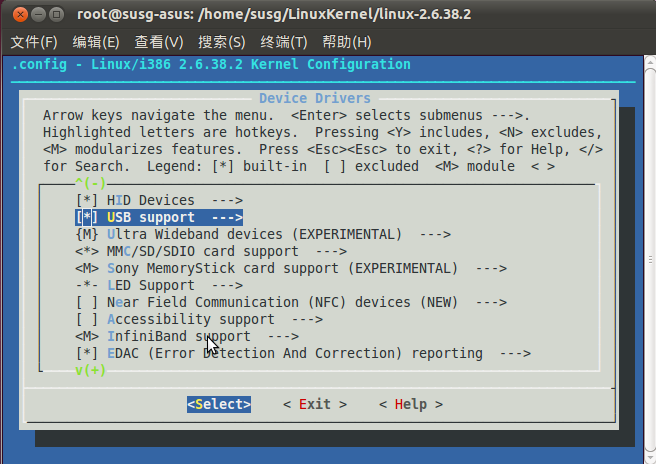 root@susg-asus: /home/susg/LinuxKernel/linux-2.6.38.2
文件(F) 编辑(E) 查看(V) 搜索(S) 终端(T) 帮助(H)
.config - Linux/i386 2.6.38.2 Kernel Configuration
Device Drivers
Arrow keys navigate the menu. <Enter> selects submenus --->.
Highlighted letters are hotkeys. Pressing <Y> includes, <N> excludes,
<M> modularizes features. Press <Esc><Esc> to exit, <?> for Help, </>
for Search. Legend: [*] built-in [ ] excluded <M> module < >
^(-)
[*] HID Devices --->
[*] USB support --->
{M} Ultra Wideband devices (EXPERIMENTAL) --->
<*> MMC/SD/SDIO card support --->
<M> Sony MemoryStick card support (EXPERIMENTAL) --->
-*- LED Support --->
[ ] Near Field Communication (NFC) devices (NEW) --->
[ ] Accessibility support --->
<M> InfiniBand support --->
[*] EDAC (Error Detection And Correction) reporting --->
v(+)
<Select> < Exit > < Help >